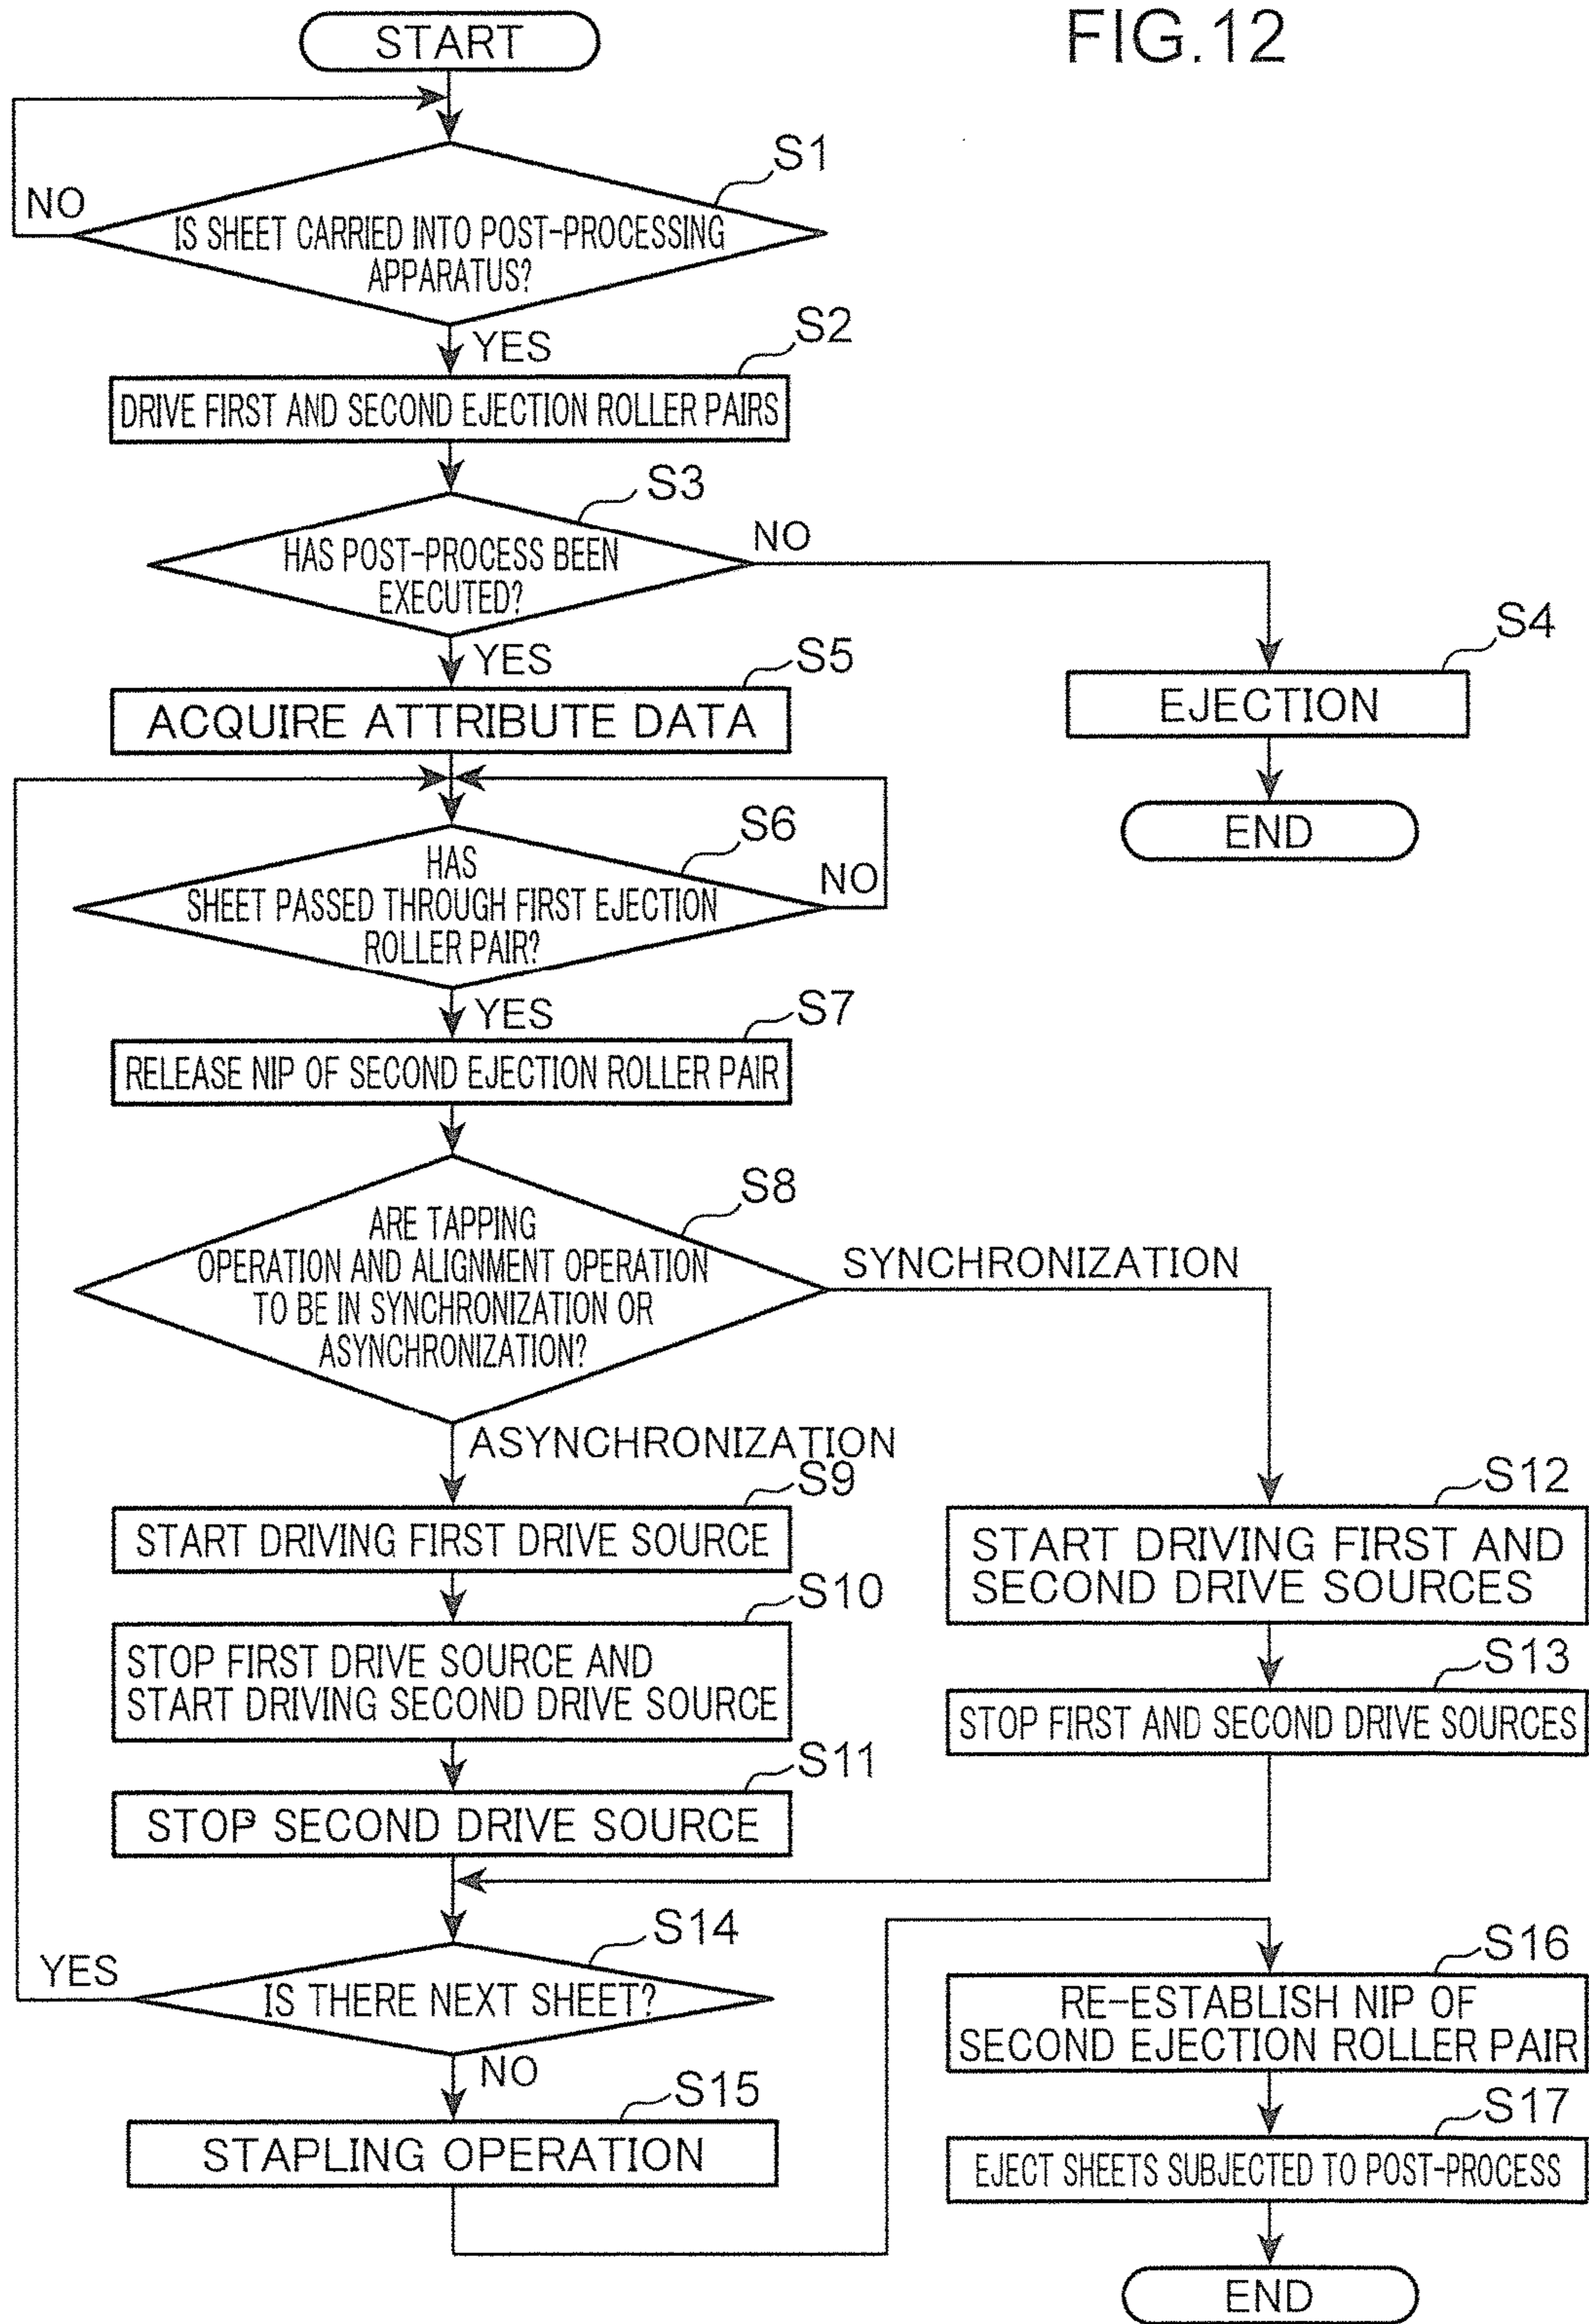 FIG.12
START
S1
NO
IS SHEET CARRIED INTO POST-PROCESSING
APPARATUS?
YES
S2
DRIVE FIRST AND SECOND EJECTION ROLLER PAIRS
S3
HAS POST-PROCESS BEEN
EXECUTED?
NO
S4
EJECTION
END
YES
S5
ACQUIRE ATTRIBUTE DATA
S6
HAS
SHEET PASSED THROUGH FIRST EJECTION
ROLLER PAIR?
NO
YES
S7
RELEASE NIP OF SECOND EJECTION ROLLER PAIR
S8
ARE TAPPING
OPERATION AND ALIGNMENT OPERATION
TO BE IN SYNCHRONIZATION OR
ASYNCHRONIZATION?
SYNCHRONIZATION
ASYNCHRONIZATION
S9
START DRIVING FIRST DRIVE SOURCE
S10
STOP FIRST DRIVE SOURCE AND
START DRIVING SECOND DRIVE SOURCE
S11
STOP SECOND DRIVE SOURCE
S12
START DRIVING FIRST AND
SECOND DRIVE SOURCES
S13
STOP FIRST AND SECOND DRIVE SOURCES
S14
YES
IS THERE NEXT SHEET?
NO
S15
STAPLING OPERATION
S16
RE-ESTABLISH NIP OF
SECOND EJECTION ROLLER PAIR
S17
EJECT SHEETS SUBJECTED TO POST-PROCESS
END